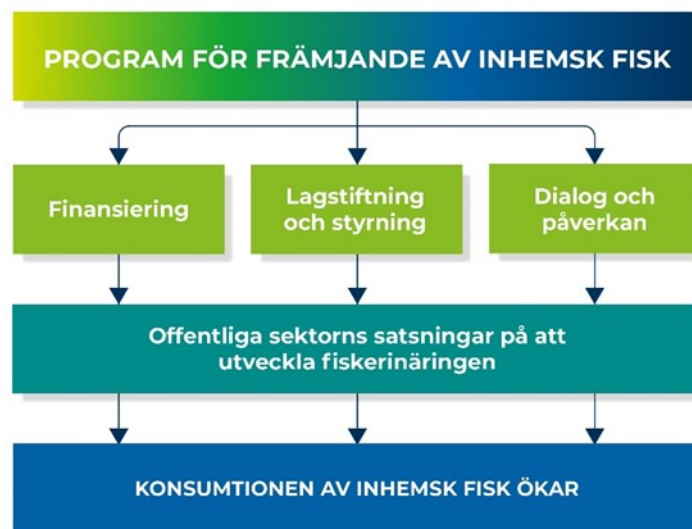 PROGRAM FÖR FRÄMJANDE AV INHEMSK FISK
Finansiering
Lagstiftning
och styrning
Dialog och
påverkan
Offentliga sektorns satsningar på att
utveckla fiskerinäringen
KONSUMTIONEN AV INHEMSK FISK ÖKAR